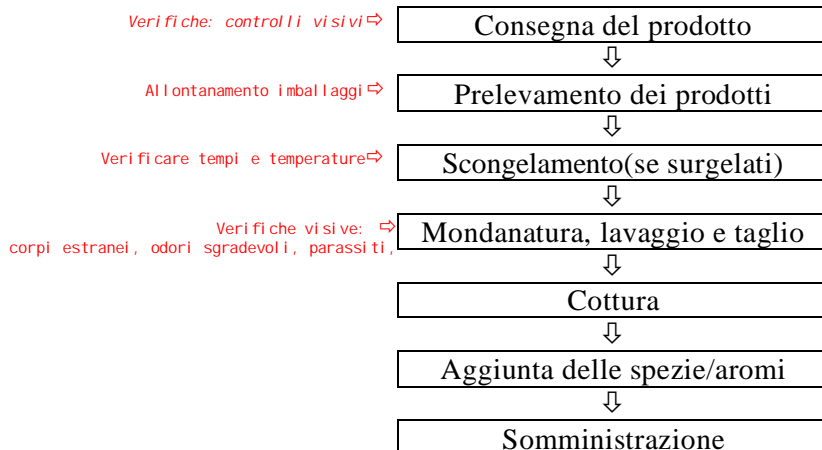 Verifiche: controlli visivi⇨ Consegna del prodotto
⇩
Allontanamento imballaggi⇨ Prelevamento dei prodotti
⇩
Verificare tempi e temperature⇨ Scongelamento(se surgelati)
⇩
Verifiche visive: ⇨ Mondanatura, lavaggio e taglio
corpi estranei, odori sgradevoli, parassiti,
⇩
Cottura
⇩
Aggiunta delle spezie/aromi
⇩
Somministrazione